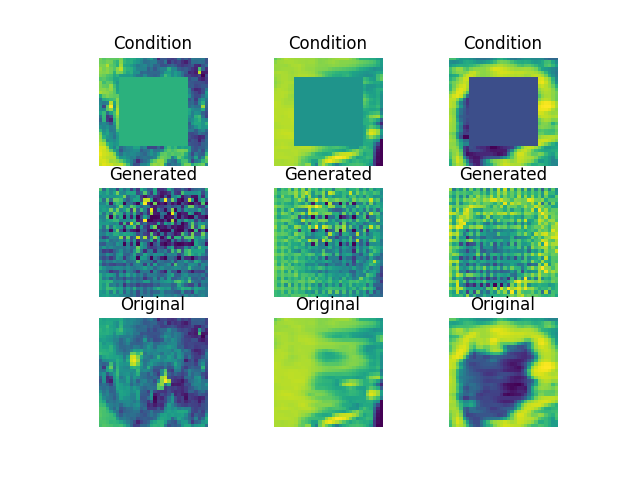 Condition Condition Condition
Generated Generated Generated
Original Original Original